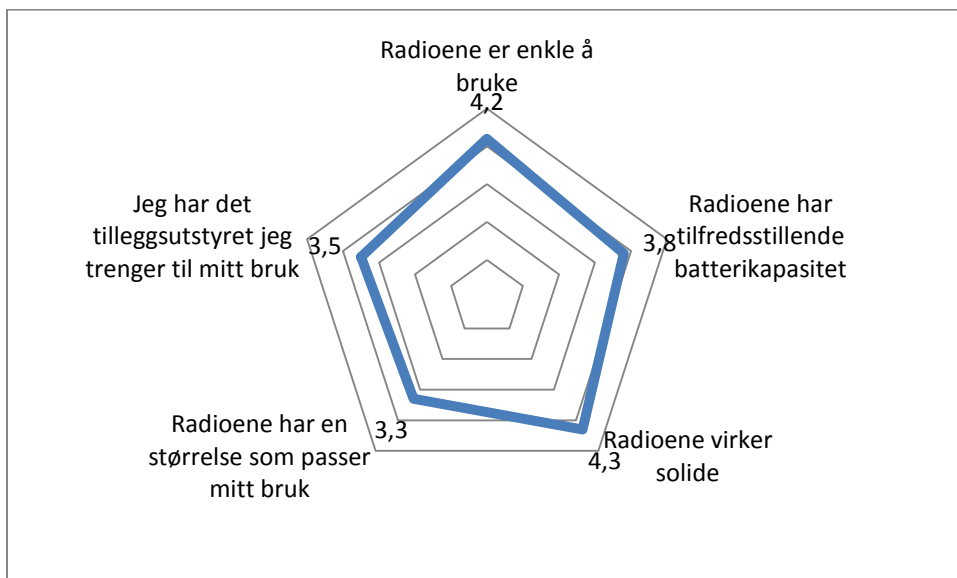 Radioene er enkle å
bruke
4,2
Radioene har
tilfredsstillende
batterikapasitet
3,8
Radioene virker
solide
4,3
Radioene har en
størrelse som passer
mitt bruk
3,3
Jeg har det
tilleggsutstyret jeg
trenger til mitt bruk
3,5